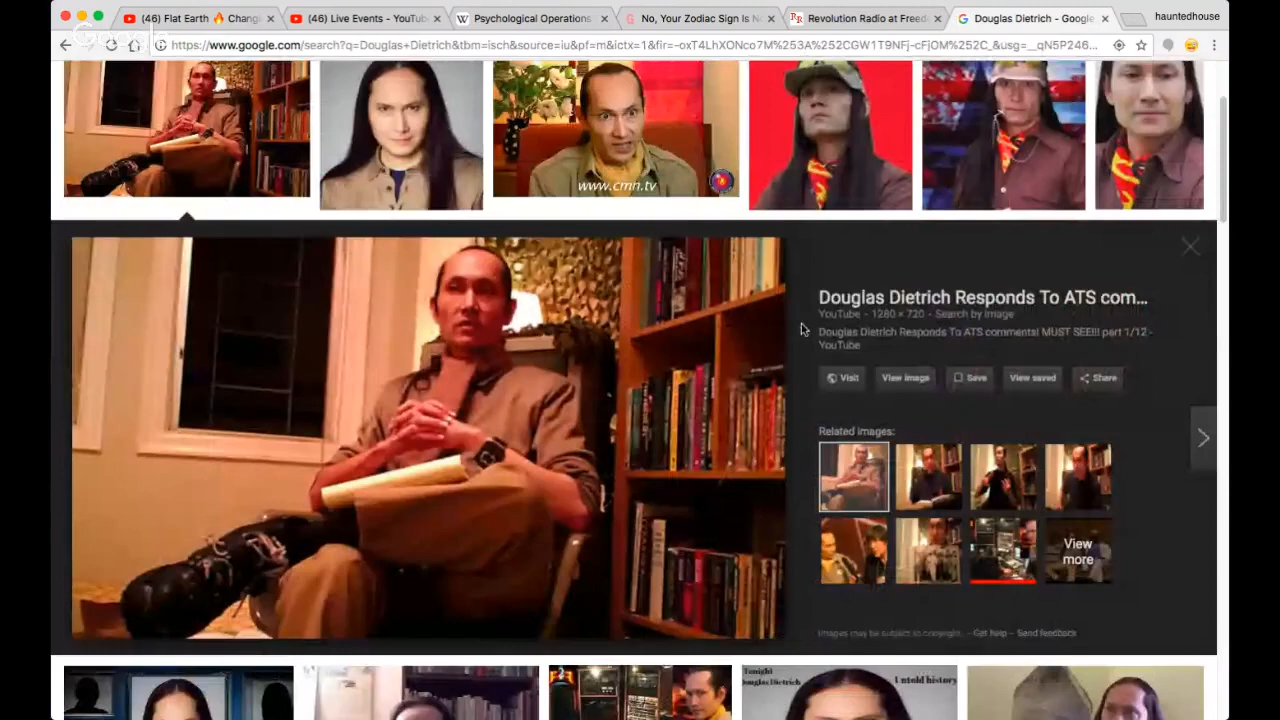 (46) Flat Earth 🔥 Chang
(46) Live Events - YouTub
Psychological Operations
No, Your Zodiac Sign Is N
Revolution Radio at Freed
Douglas Dietrich - Google
hauntedhouse
Google
https://www.google.com/search?q=Douglas+Dietrich&tbm=isch&source=iu&pf=m&ictx=1&fir=-oxT4LhXONco7M%253A%252CGW1T9NFj-cFjOM%252C_&usg=__qN5P246...
www.cmn.tv
Douglas Dietrich Responds To ATS com...
YouTube - 1280 × 720 - Search by image
Douglas Dietrich Responds To ATS comments! MUST SEE!!! part 1/12 -
YouTube
Visit
View image
Save
View saved
Share
Related images:
View
more
Images may be subject to copyright. - Get help - Send feedback
Tonight
Douglas Dietrich
Untold history